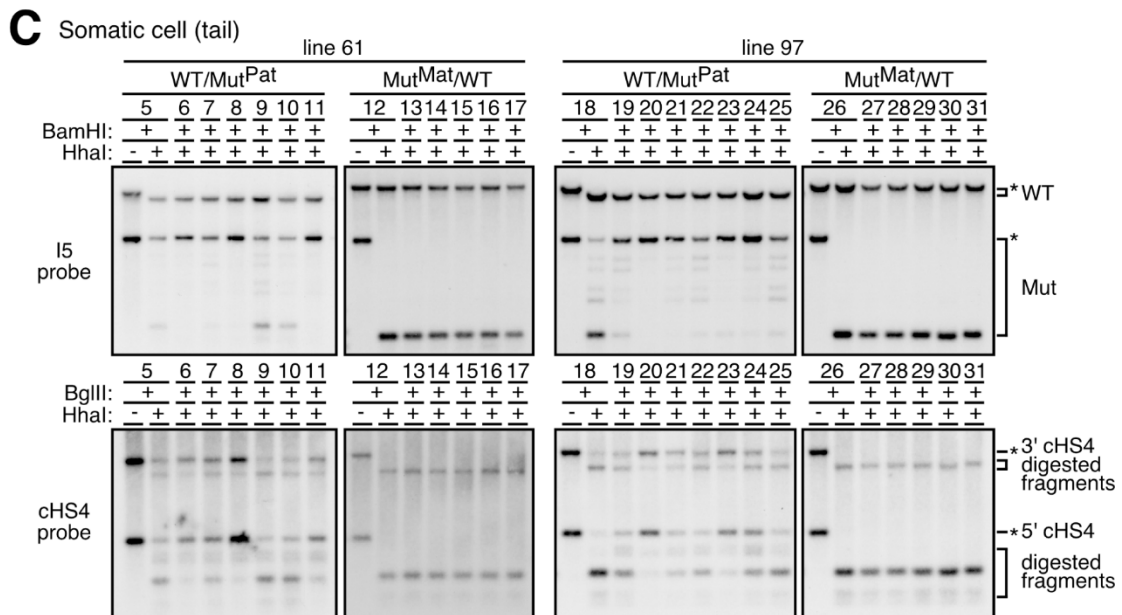 C Somatic cell (tail)
line 61 line 97
WT/MutPat MutMat/WT WT/MutPat MutMat/WT
5 6 7 8 9 10 11 12 13 14 15 16 17 18 19 20 21 22 23 24 25 26 27 28 29 30 31
BamHI: + + + + + + + + + + + + + + + + + + + + + + + + + + +
HhaI: - + + + + + + + - + + + + + + - + + + + + + + + - + + + + + +
* WT
*
I5
probe
Mut
5 6 7 8 9 10 11 12 13 14 15 16 17 18 19 20 21 22 23 24 25 26 27 28 29 30 31
BglII: + + + + + + + + + + + + + + + + + + + + + + + + + + +
HhaI: - + + + + + + + - + + + + + + - + + + + + + + + - + + + + + +
* 3' cHS4
digested
fragments
cHS4
probe
* 5' cHS4
digested
fragments